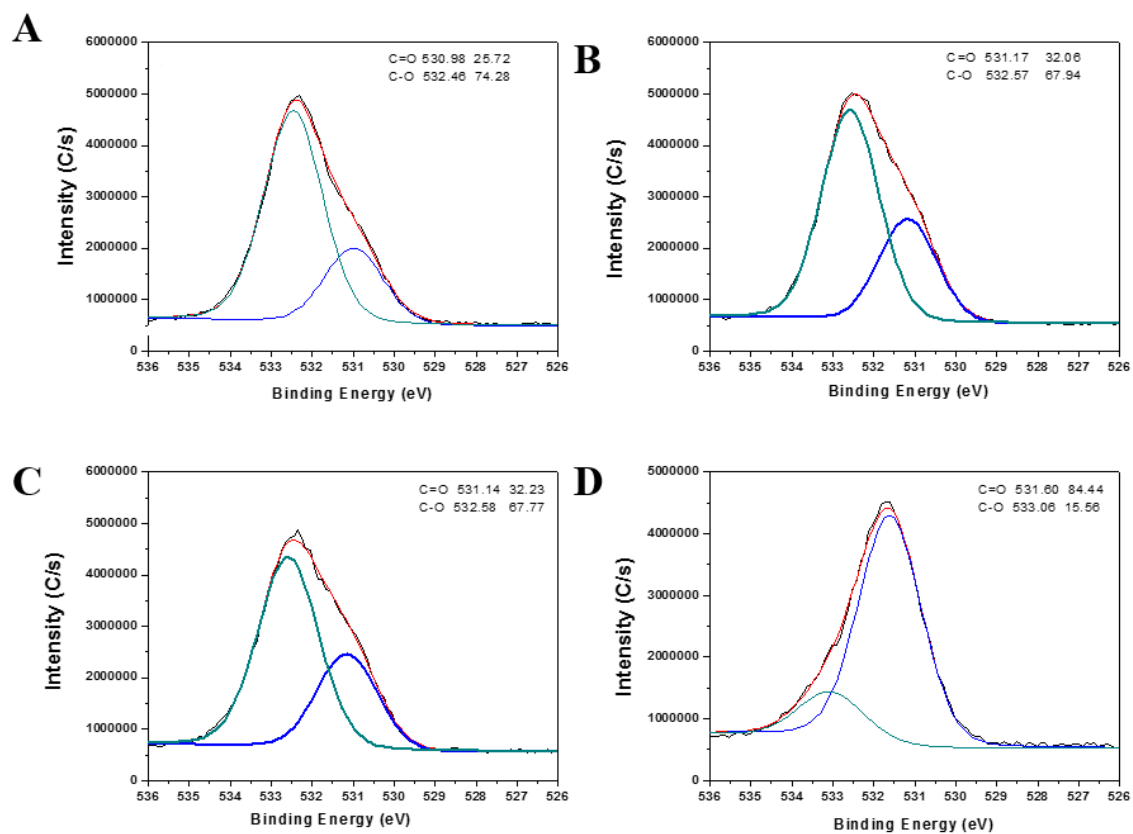 A
6000000
5000000
4000000
3000000
2000000
1000000
0
Intensity (C/s)
C=O 530.98 25.72
C-O 532.46 74.28
536 535 534 533 532 531 530 529 528 527 526
Binding Energy (eV)
B
6000000
5000000
4000000
3000000
2000000
1000000
0
Intensity (C/s)
C=O 531.17 32.06
C-O 532.57 67.94
536 535 534 533 532 531 530 529 528 527 526
Binding Energy (eV)
C
6000000
5000000
4000000
3000000
2000000
1000000
0
Intensity (C/s)
C=O 531.14 32.23
C-O 532.58 67.77
536 535 534 533 532 531 530 529 528 527 526
Binding Energy (eV)
D
5000000
4000000
3000000
2000000
1000000
0
Intensity (C/s)
C=O 531.60 84.44
C-O 533.06 15.56
536 535 534 533 532 531 530 529 528 527 526
Binding Energy (eV)